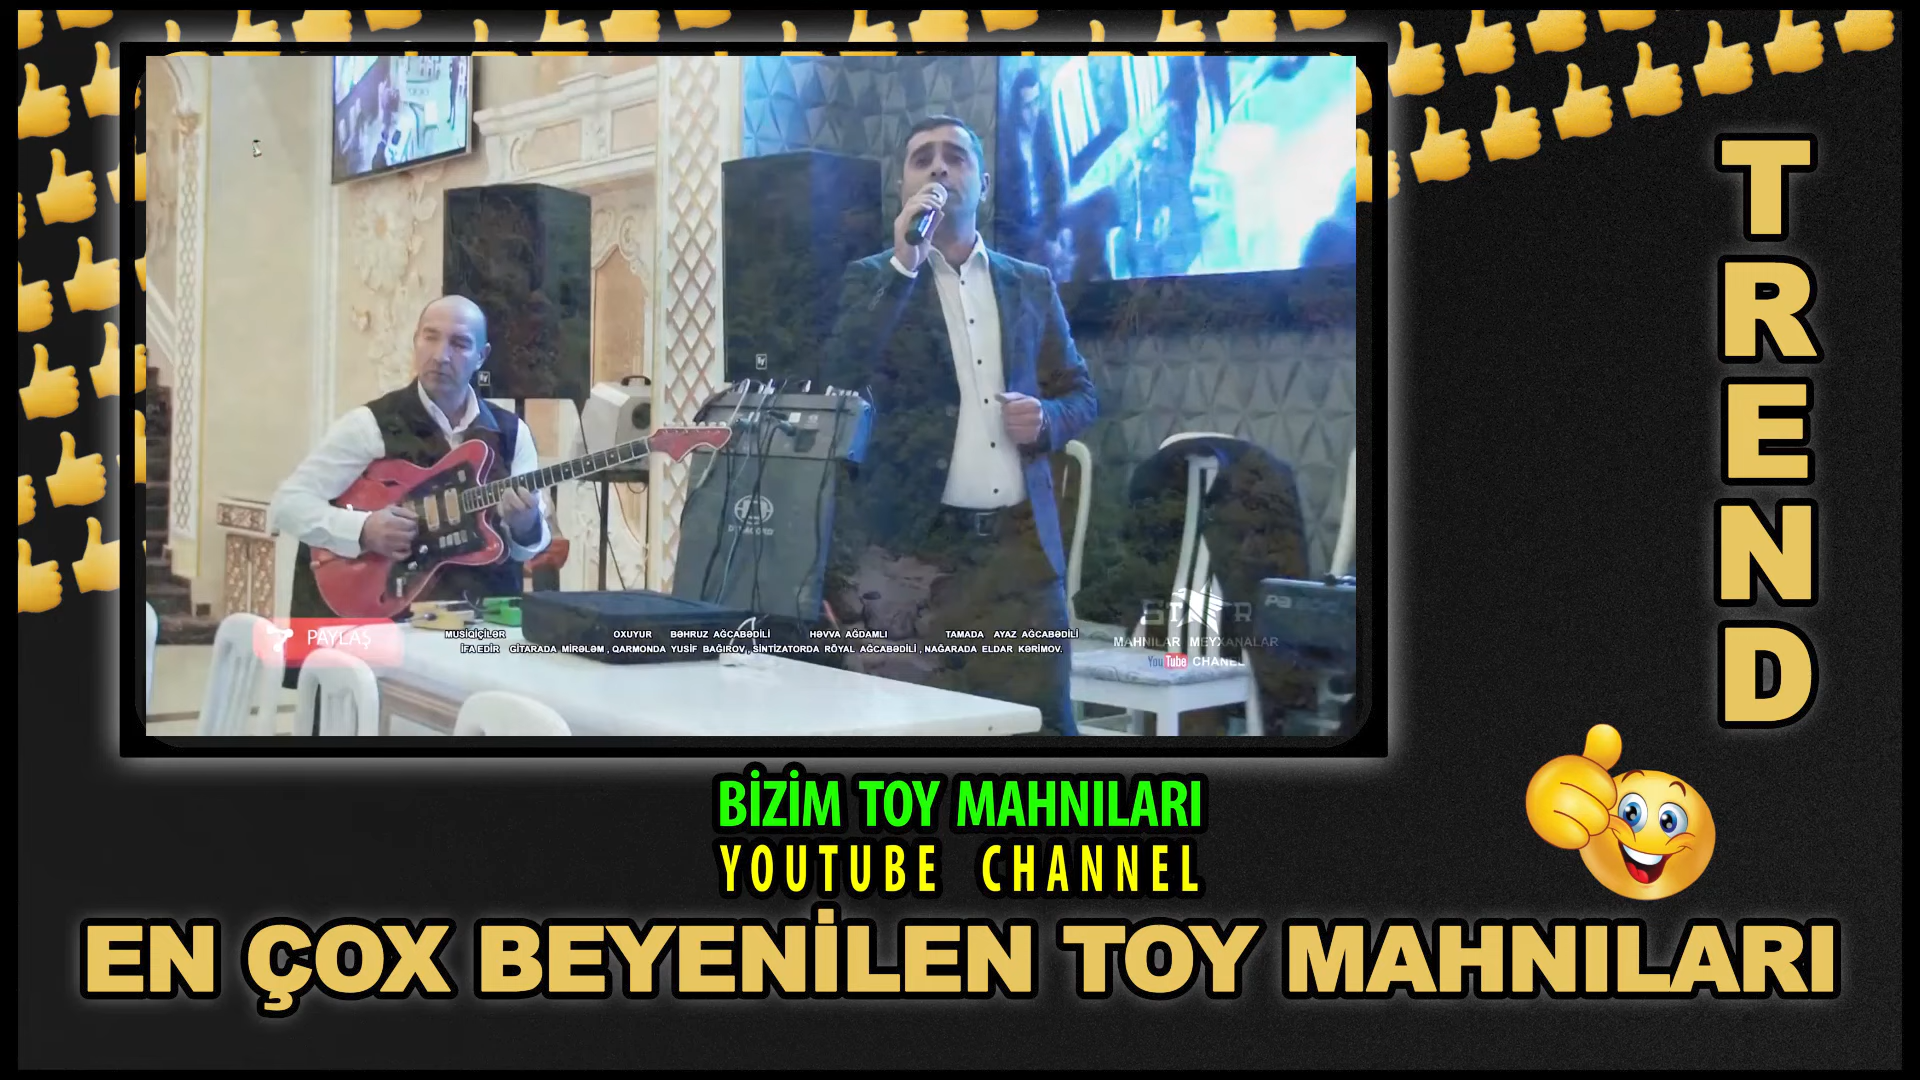 TREND
PAYLAŞ
MUSİQİÇİLƏR OXUYUR BƏHRUZ AĞCABƏDİLİ HƏVVA AĞDAMLI TAMADA AYAZ AĞCABƏDİLİ
İFA EDİR GİTARADA MİRƏLƏM , QARMONDA YUSİF BAĞIROV , SİNTİZATORDA RÖYAL AĞCABƏDİLİ , NAĞARADA ELDAR KƏRİMOV.
MAHNILAR MEYXANALAR
YouTube CHANEL
BİZİM TOY MAHNILARI
YOUTUBE CHANNEL
EN ÇOX BEYENİLEN TOY MAHNILARI